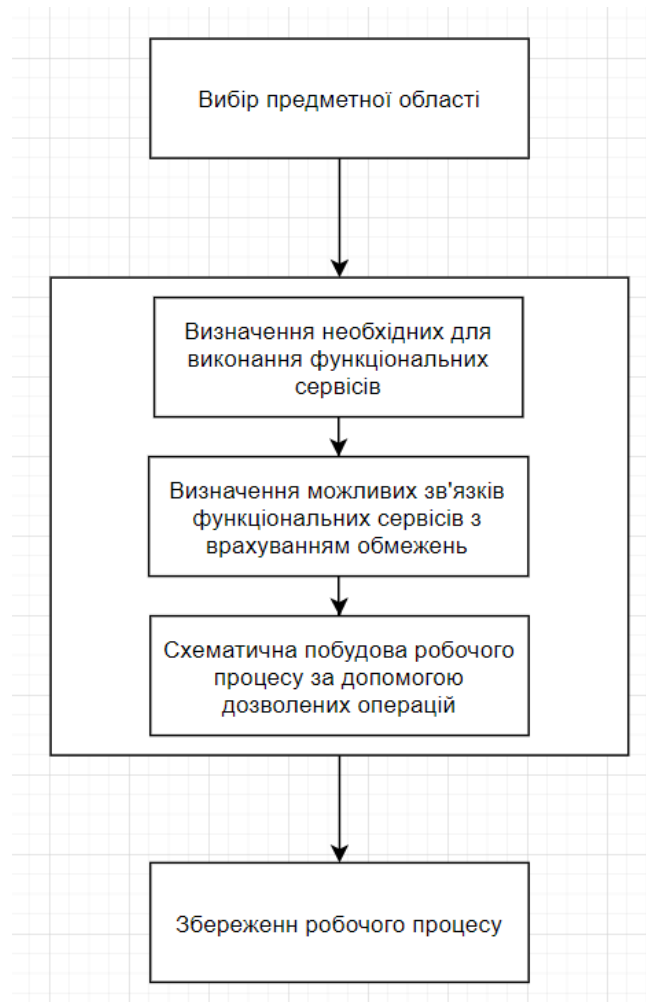 Вибір предметної області
Визначення необхідних для
виконання функціональних
сервісів
Визначення можливих зв'язків
функціональних сервісів з
врахуванням обмежень
Схематична побудова робочого
процесу за допомогою
дозволених операцій
Збереженн робочого процесу